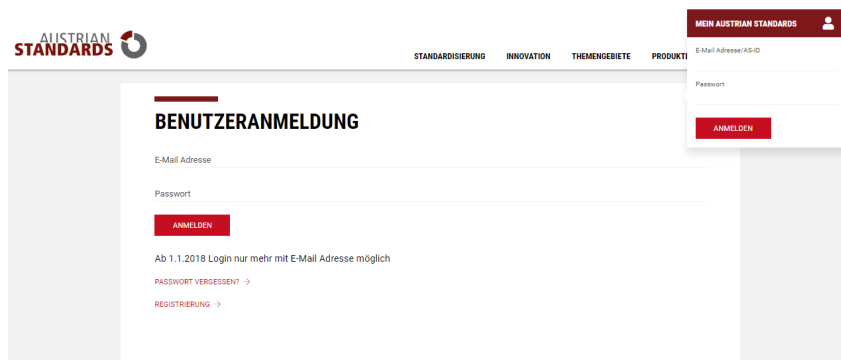 AUSTRIAN
STANDARDS
STANDARDISIERUNG INNOVATION THEMENGEBIETE
MEIN AUSTRIAN STANDARDS
E-Mail Adresse/AS-ID
Passwort
ANMELDEN
BENUTZERANMELDUNG
E-Mail Adresse
Passwort
ANMELDEN
Ab 1.1.2018 Login nur mehr mit E-Mail Adresse möglich
PASSWORT VERGESSEN? →
REGISTRIERUNG →